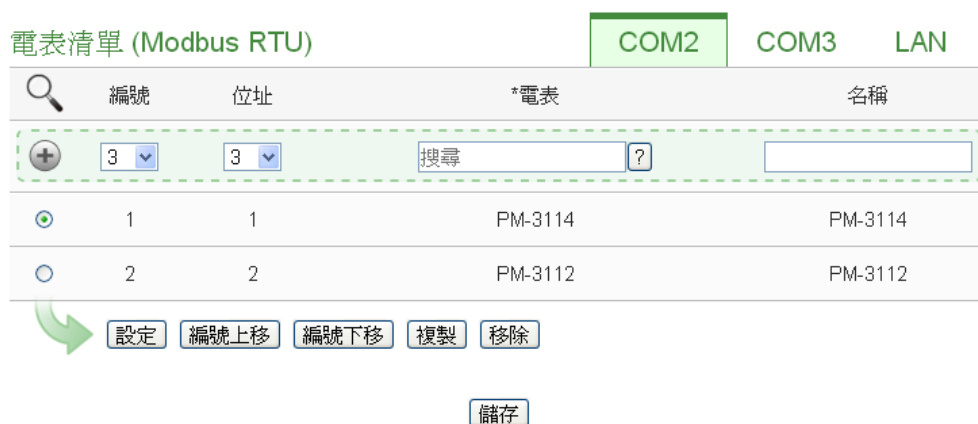 電表清單 (Modbus RTU) COM2 COM3 LAN
編號 位址 *電表 名稱
3 3 搜尋 ?
1 1 PM-3114 PM-3114
2 2 PM-3112 PM-3112
設定 編號上移 編號下移 複製 移除
儲存